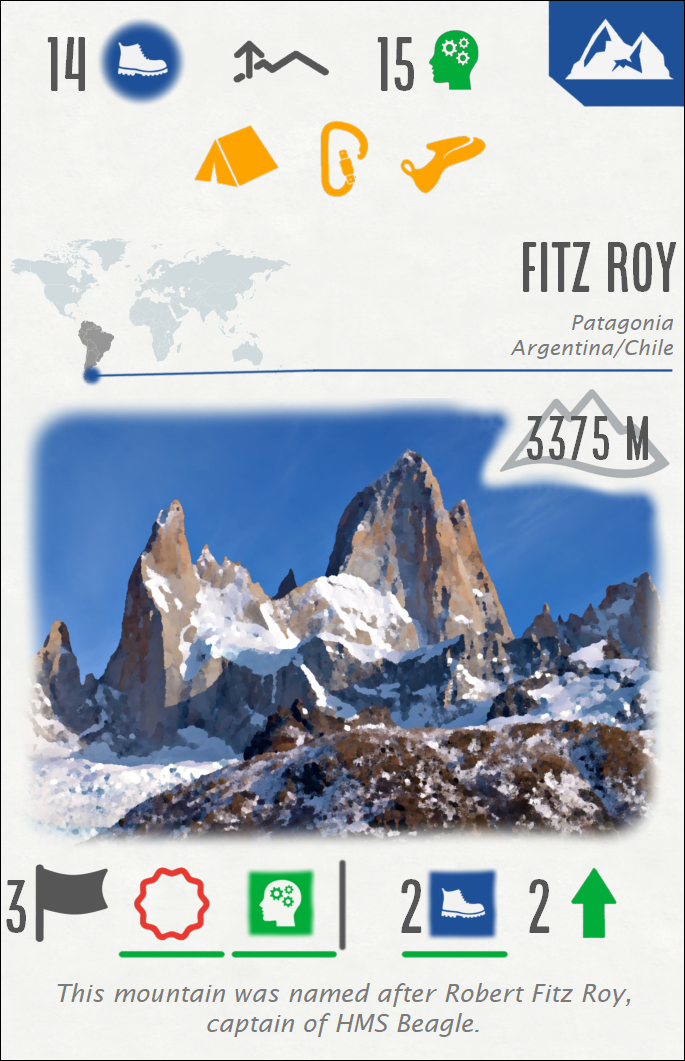 14 15
FITZ ROY
Patagonia
Argentina/Chile
3375 M
3 2 2
This mountain was named after Robert Fitz Roy,
captain of HMS Beagle.